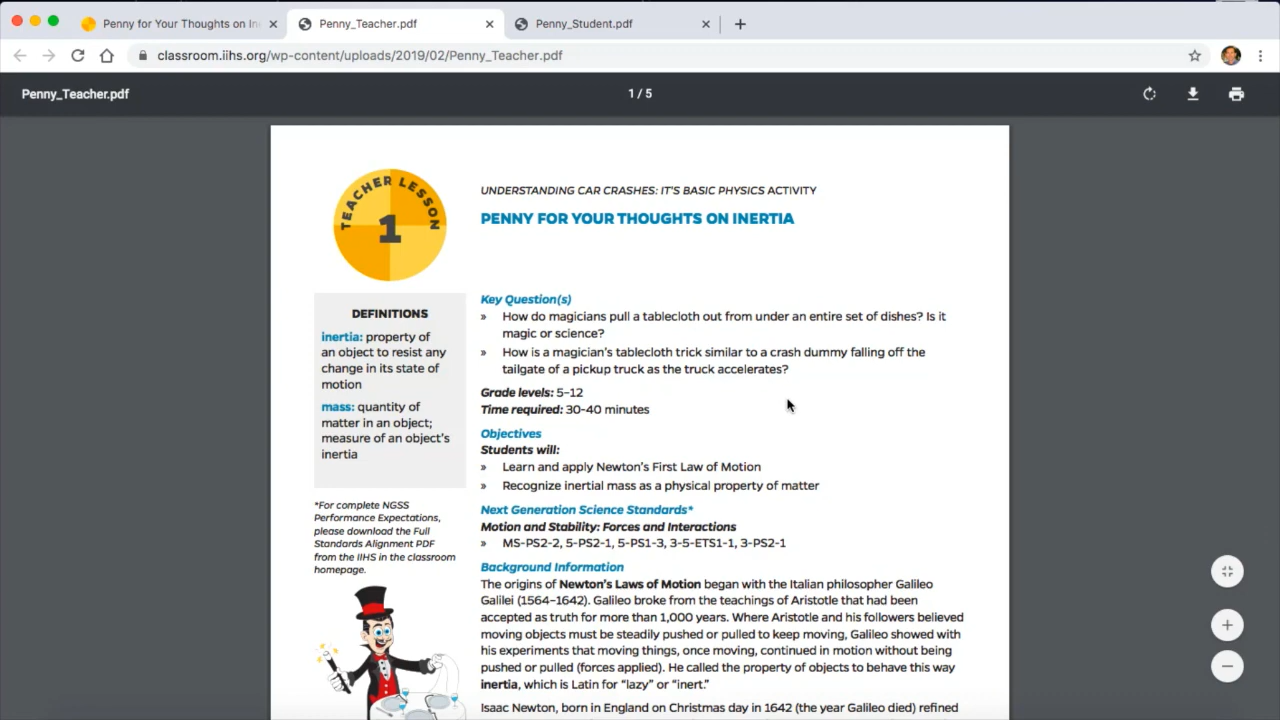 Penny for Your Thoughts on In
Penny_Teacher.pdf
Penny_Student.pdf
classroom.iihs.org/wp-content/uploads/2019/02/Penny_Teacher.pdf
Penny_Teacher.pdf
1 / 5
TEACHER LESSON
1
UNDERSTANDING CAR CRASHES: IT'S BASIC PHYSICS ACTIVITY
PENNY FOR YOUR THOUGHTS ON INERTIA
DEFINITIONS
inertia: property of
an object to resist any
change in its state of
motion
mass: quantity of
matter in an object;
measure of an object's
inertia
*For complete NGSS
Performance Expectations,
please download the Full
Standards Alignment PDF
from the IIHS in the classroom
homepage.
Key Question(s)
» How do magicians pull a tablecloth out from under an entire set of dishes? Is it
magic or science?
» How is a magician's tablecloth trick similar to a crash dummy falling off the
tailgate of a pickup truck as the truck accelerates?
Grade levels: 5–12
Time required: 30-40 minutes
Objectives
Students will:
» Learn and apply Newton's First Law of Motion
» Recognize inertial mass as a physical property of matter
Next Generation Science Standards*
Motion and Stability: Forces and Interactions
» MS-PS2-2, 5-PS2-1, 5-PS1-3, 3-5-ETS1-1, 3-PS2-1
Background Information
The origins of Newton's Laws of Motion began with the Italian philosopher Galileo
Galilei (1564–1642). Galileo broke from the teachings of Aristotle that had been
accepted as truth for more than 1,000 years. Where Aristotle and his followers believed
moving objects must be steadily pushed or pulled to keep moving, Galileo showed with
his experiments that moving things, once moving, continued in motion without being
pushed or pulled (forces applied). He called the property of objects to behave this way
inertia, which is Latin for "lazy" or "inert."
Isaac Newton, born in England on Christmas day in 1642 (the year Galileo died) refined